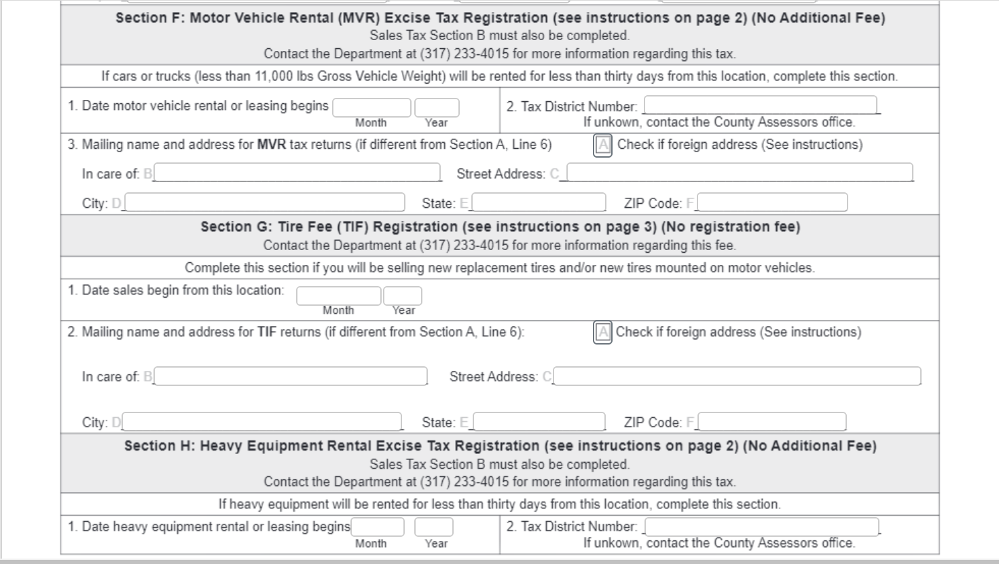 Section F: Motor Vehicle Rental (MVR) Excise Tax Registration (see instructions on page 2) (No Additional Fee)
Sales Tax Section B must also be completed.
Contact the Department at (317) 233-4015 for more information regarding this tax.
If cars or trucks (less than 11,000 lbs Gross Vehicle Weight) will be rented for less than thirty days from this location, complete this section.
1. Date motor vehicle rental or leasing begins
Month Year
2. Tax District Number:
If unkown, contact the County Assessors office.
3. Mailing name and address for MVR tax returns (if different from Section A, Line 6) A Check if foreign address (See instructions)
In care of: B Street Address: C
City: D State: E ZIP Code: F
Section G: Tire Fee (TIF) Registration (see instructions on page 3) (No registration fee)
Contact the Department at (317) 233-4015 for more information regarding this fee.
Complete this section if you will be selling new replacement tires and/or new tires mounted on motor vehicles.
1. Date sales begin from this location:
Month Year
2. Mailing name and address for TIF returns (if different from Section A, Line 6): A Check if foreign address (See instructions)
In care of: B Street Address: C
City: D State: E ZIP Code: F
Section H: Heavy Equipment Rental Excise Tax Registration (see instructions on page 2) (No Additional Fee)
Sales Tax Section B must also be completed.
Contact the Department at (317) 233-4015 for more information regarding this tax.
If heavy equipment will be rented for less than thirty days from this location, complete this section.
1. Date heavy equipment rental or leasing begins
Month Year
2. Tax District Number:
If unkown, contact the County Assessors office.